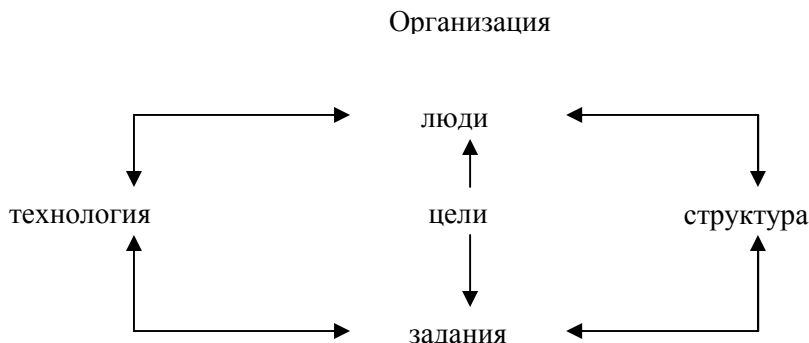 Организация
люди
технология цели структура
задания